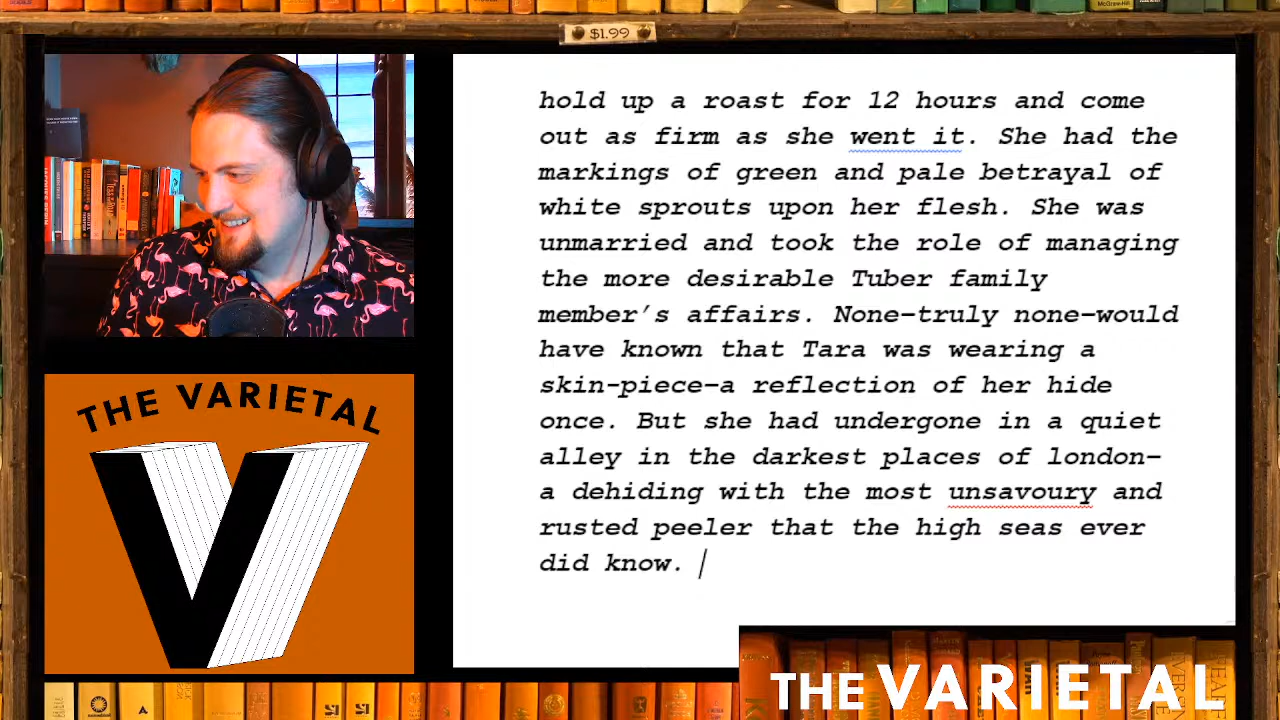 $1.99
hold up a roast for 12 hours and come
out as firm as she went it. She had the
markings of green and pale betrayal of
white sprouts upon her flesh. She was
unmarried and took the role of managing
the more desirable Tuber family
member's affairs. None–truly none–would
have known that Tara was wearing a
skin-piece–a reflection of her hide
once. But she had undergone in a quiet
alley in the darkest places of london–
a dehiding with the most unsavoury and
rusted peeler that the high seas ever
did know.
THE VARIETAL
V
THE VARIETAL